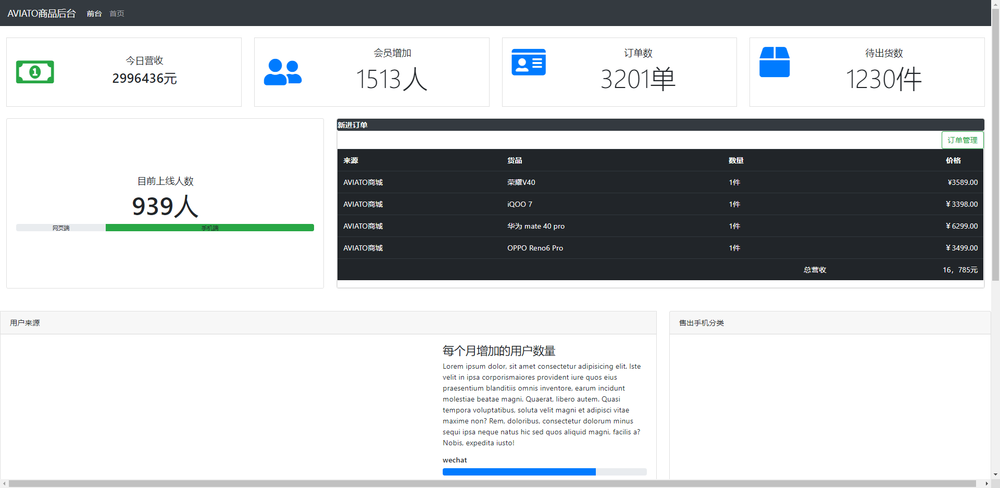 AVIATO商品后台 前台 首页
今日营收
2996436元
会员增加
1513人
订单数
3201单
待出货数
1230件
目前上线人数
939人
网页端 手机端
新进订单
订单管理
来源 货品 数量 价格
AVIATO商城 荣耀V40 1件 ¥3589.00
AVIATO商城 iQOO 7 1件 ￥3398.00
AVIATO商城 华为 mate 40 pro 1件 ￥6299.00
AVIATO商城 OPPO Reno6 Pro 1件 ￥3499.00
总营收 16，785元
用户来源
每个月增加的用户数量
Lorem ipsum dolor, sit amet consectetur adipisicing elit. Iste
velit in ipsa corporismaiores provident iure quos eius
praesentium blanditiis omnis inventore, earum incidunt
molestiae beatae magni. Quaerat, libero autem. Quasi
tempora voluptatibus, soluta velit magni et adipisci vitae
maxime non? Rem, doloribus, consectetur dolorum minus
sequi ipsa neque natus hic sed quos aliquid magni, facilis a?
Nobis, expedita iusto!
wechat
售出手机分类